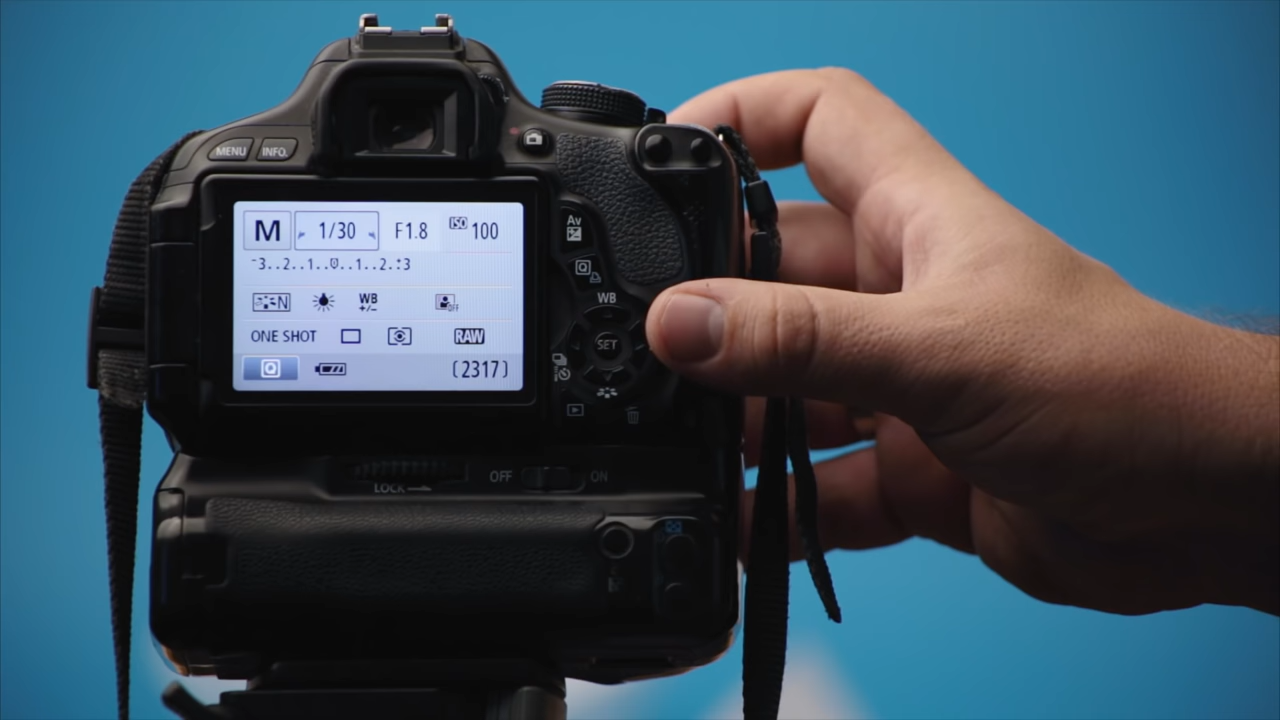 MENU INFO.
M 1/30 F1.8 ISO 100
-3..2..1..0..1..2.:+3
N WB +/- OFF
ONE SHOT RAW
Q (2317)
Av
Q
WB
SET
OFF ON
LOCK